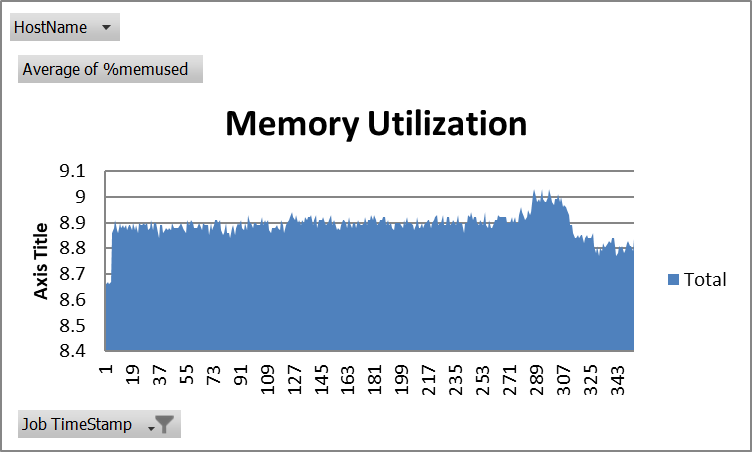 HostName
Average of %memused
Memory Utilization
9.1
9
8.9
8.8
8.7
8.6
8.5
8.4
Axis Title
Total
1 19 37 55 73 91 109 127 145 163 181 199 217 235 253 271 289 307 325 343
Job TimeStamp